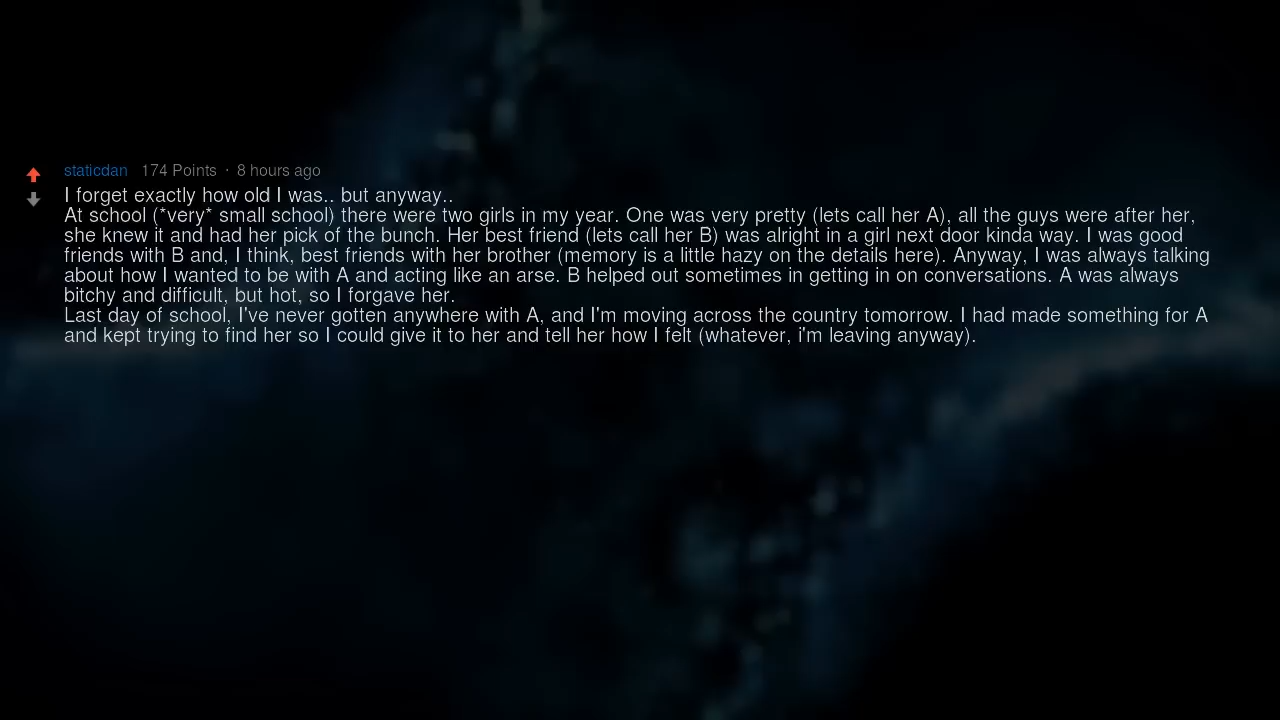 staticdan 174 Points · 8 hours ago
I forget exactly how old I was.. but anyway..
At school (*very* small school) there were two girls in my year. One was very pretty (lets call her A), all the guys were after her,
she knew it and had her pick of the bunch. Her best friend (lets call her B) was alright in a girl next door kinda way. I was good
friends with B and, I think, best friends with her brother (memory is a little hazy on the details here). Anyway, I was always talking
about how I wanted to be with A and acting like an arse. B helped out sometimes in getting in on conversations. A was always
bitchy and difficult, but hot, so I forgave her.
Last day of school, I've never gotten anywhere with A, and I'm moving across the country tomorrow. I had made something for A
and kept trying to find her so I could give it to her and tell her how I felt (whatever, i'm leaving anyway).